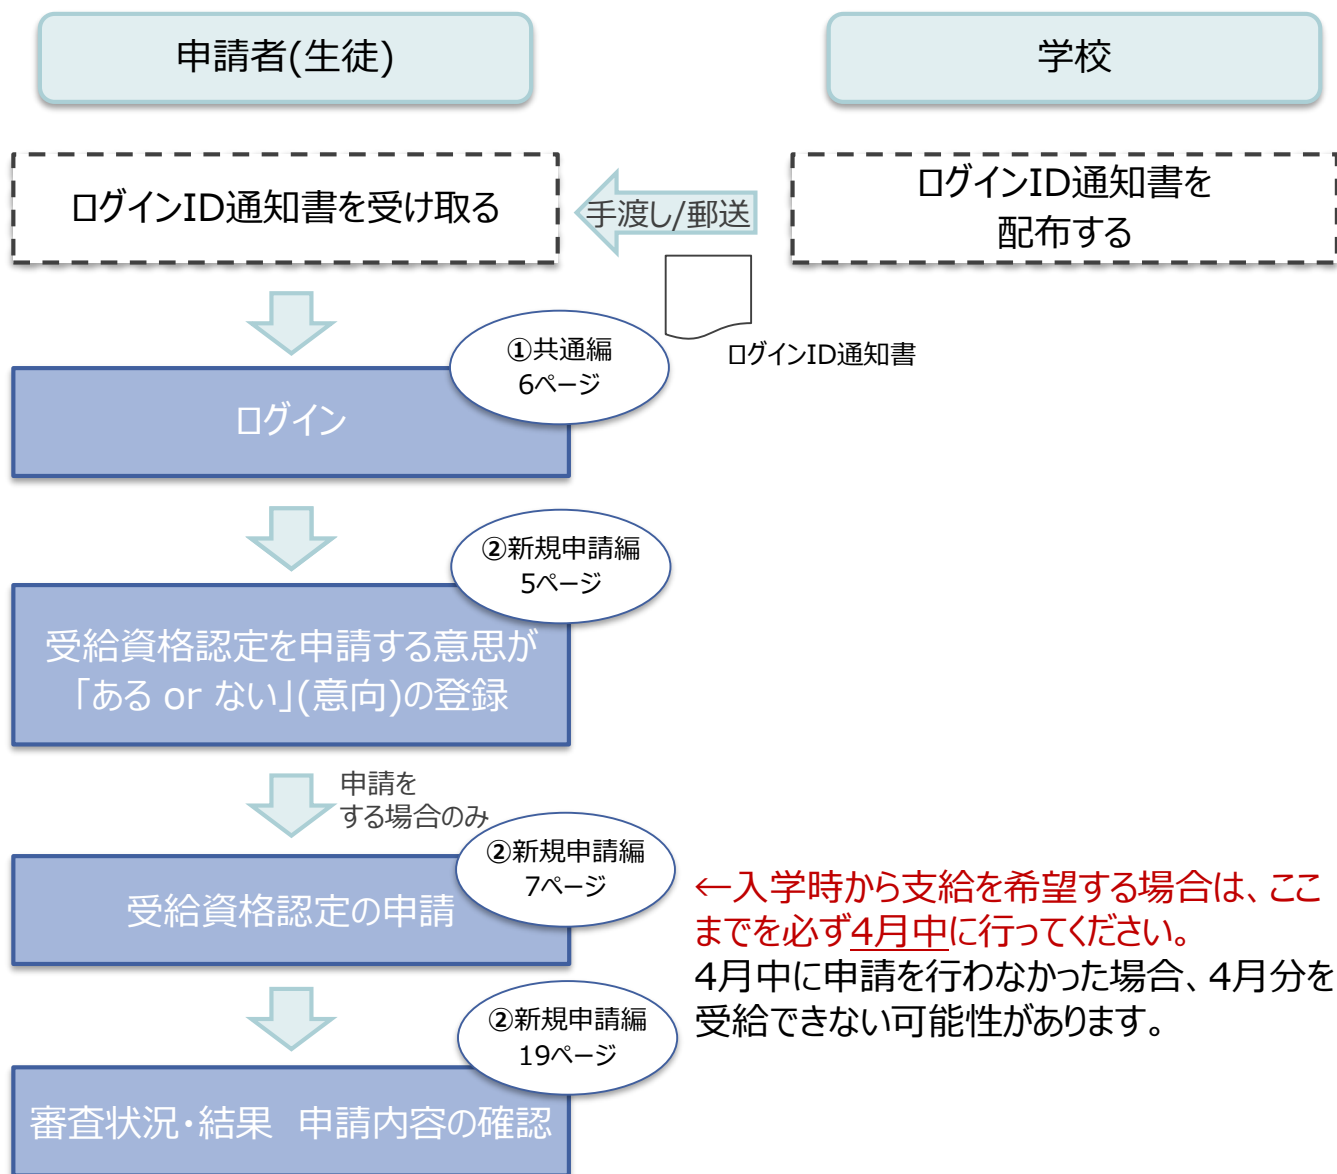 申請者(生徒)
学校
ログインID通知書を受け取る
手渡し/郵送
ログインID通知書を
配布する
ログインID通知書
①共通編
6ページ
ログイン
②新規申請編
5ページ
受給資格認定を申請する意思が
「ある or ない」(意向)の登録
申請を
する場合のみ
②新規申請編
7ページ
受給資格認定の申請
←入学時から支給を希望する場合は、ここ
までを必ず4月中に行ってください。
4月中に申請を行わなかった場合、4月分を
受給できない可能性があります。
②新規申請編
19ページ
審査状況・結果　申請内容の確認